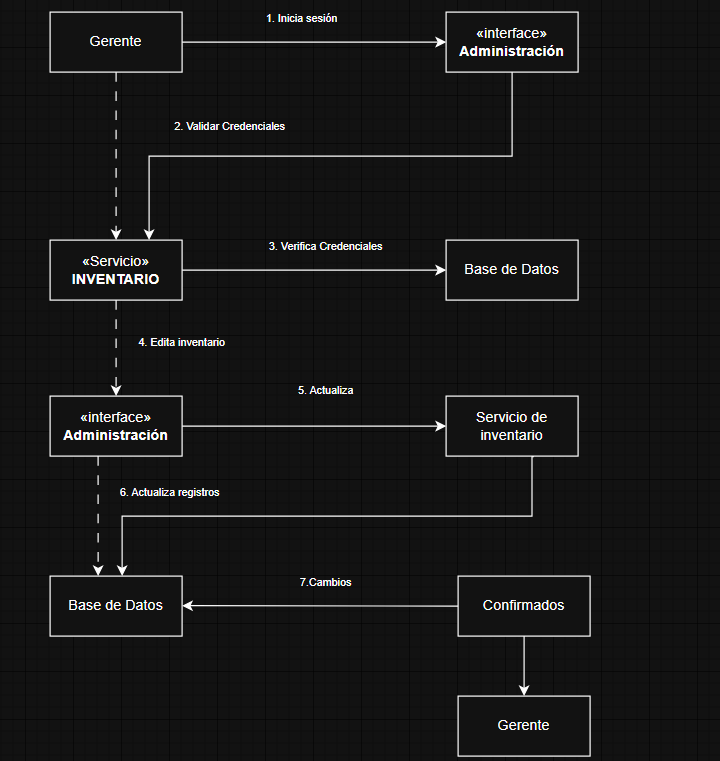 1. Inicia sesión
Gerente
«interface»
Administración
2. Validar Credenciales
«Servicio»
INVENTARIO
3. Verifica Credenciales
Base de Datos
4. Edita inventario
«interface»
Administración
5. Actualiza
Servicio de
inventario
6. Actualiza registros
Base de Datos
7.Cambios
Confirmados
Gerente